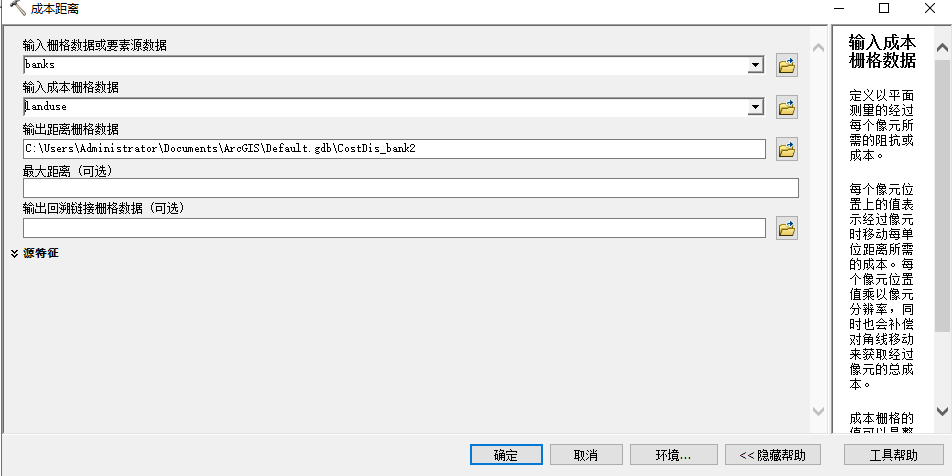 成本距离
输入栅格数据或要素源数据
banks
输入成本栅格数据
landuse
输出距离栅格数据
C:\Users\Administrator\Documents\ArcGIS\Default.gdb\CostDis_bank2
最大距离 (可选)
输出回溯链接栅格数据 (可选)
源特征
输入成本
栅格数据
定义以平面
测量的经过
每个像元所
需的阻抗或
成本。
每个像元位
置上的值表
示经过像元
时移动每单
位距离所需
的成本。每
个像元位置
值乘以像元
分辨率，同
时也会补偿
对角线移动
来获取经过
像元的总成
本。
成本栅格的
值可以是整
确定
取消
环境...
<< 隐藏帮助
工具帮助